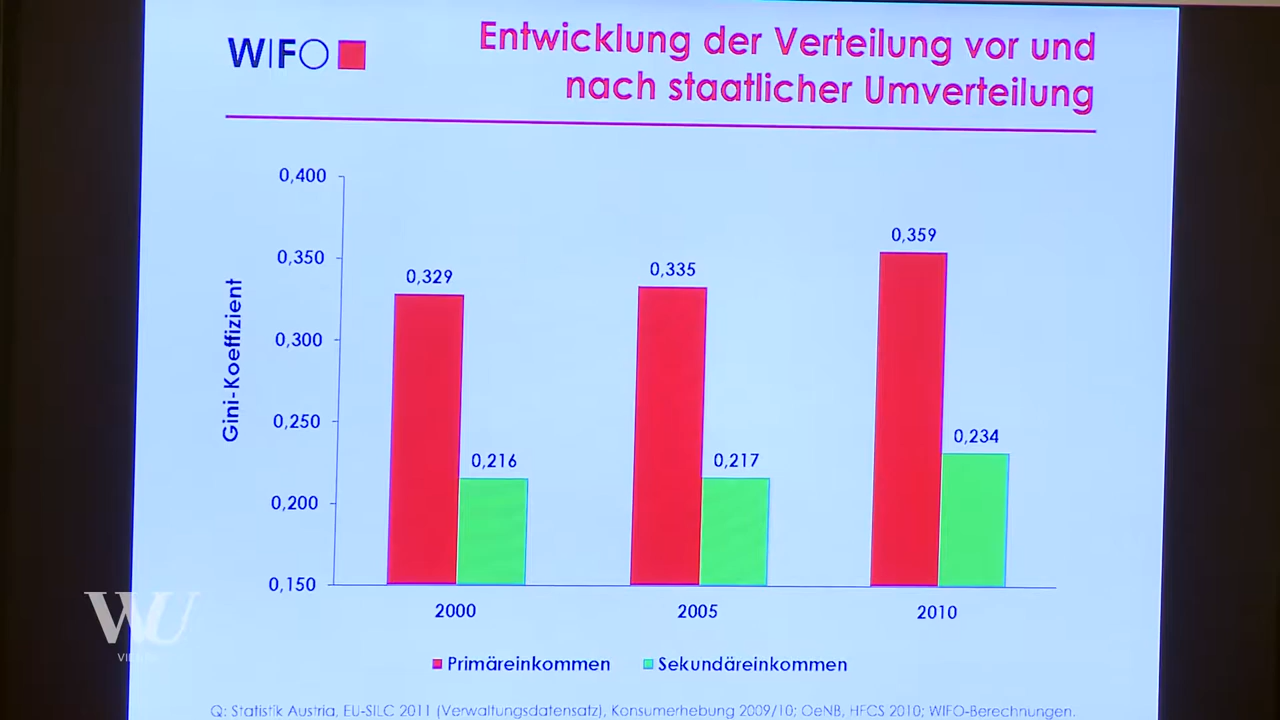 WIFO
Entwicklung der Verteilung vor und
nach staatlicher Umverteilung
Gini-Koeffizient
0,400
0,350
0,300
0,250
0,200
0,150
0,329
0,216
0,335
0,217
0,359
0,234
2000
2005
2010
Primäreinkommen
Sekundäreinkommen
Q: Statistik Austria, EU-SILC 2011 (Verwaltungsdatensatz), Konsumerhebung 2009/10; OeNB, HFCS 2010; WIFO-Berechnungen.
WU